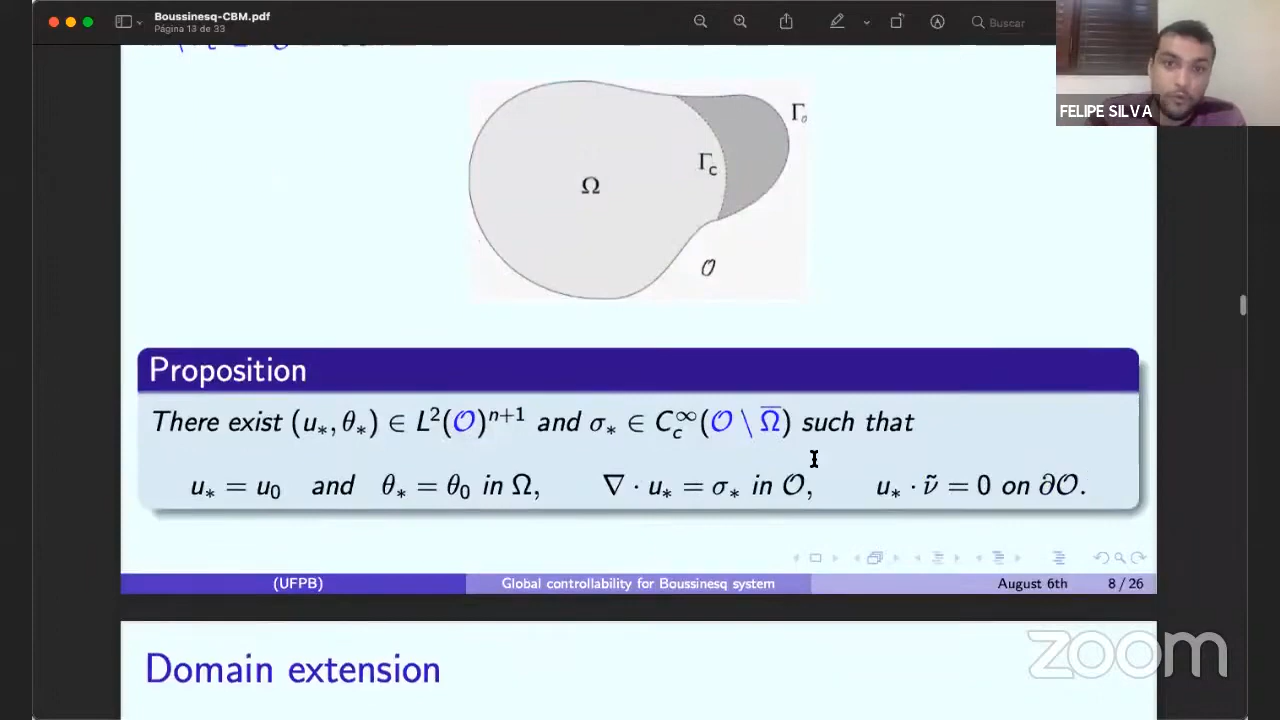 Boussinesq-CBM.pdf
Página 13 de 33
Buscar
FELIPE SILVA
Γ₀
Γc
Ω
𝒪
Proposition
There exist (u∗, θ∗) ∈ L²(𝒪)ⁿ⁺¹ and σ∗ ∈ C_c^∞(𝒪 \ Ω̅) such that
u∗ = u₀ and θ∗ = θ₀ in Ω, ∇ · u∗ = σ∗ in 𝒪, u∗ · ν̃ = 0 on ∂𝒪.
(UFPB) Global controllability for Boussinesq system August 6th 8 / 26
Domain extension
zoom